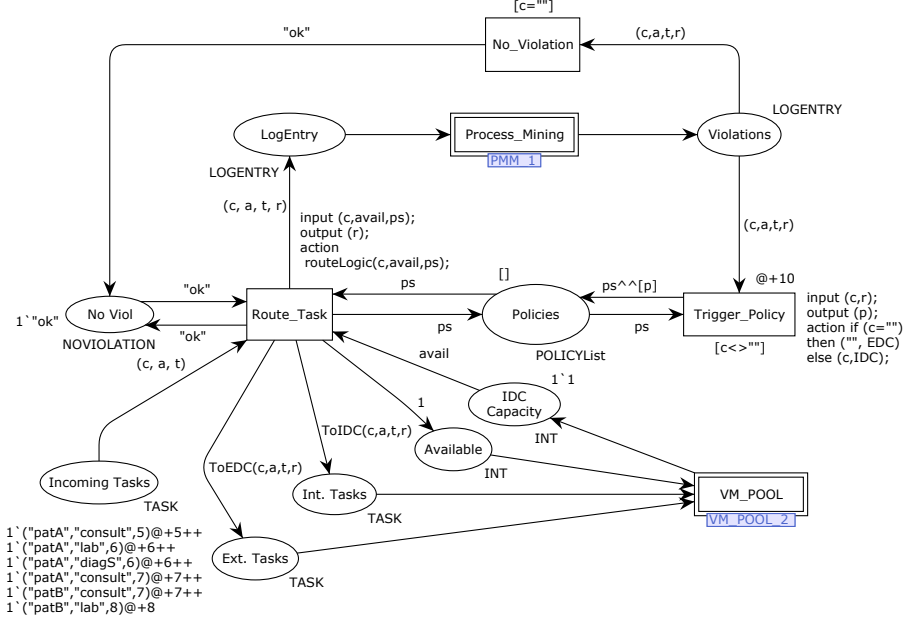 [c=""]
"ok"
No_Violation
(c,a,t,r)
LOGENTRY
LogEntry
Process_Mining
Violations
PMM_1
LOGENTRY
(c, a, t, r)
input (c,avail,ps);
output (r);
action
routeLogic(c,avail,ps);
(c,a,t,r)
@+10
[]
ps
ps^^[p]
"ok"
input (c,r);
output (p);
action if (c="")
then ("", EDC)
else (c,IDC);
1`"ok"
No Viol
Route_Task
Policies
Trigger_Policy
"ok"
ps
ps
NOVIOLATION
[c<>""]
POLICYList
avail
(c, a, t)
1`1
IDC
Capacity
1
INT
ToIDC(c,a,t,r)
Available
ToEDC(c,a,t,r)
INT
Incoming Tasks
Int. Tasks
VM_POOL
TASK
TASK
VM_POOL_2
1`("patA","consult",5)@+5++
1`("patA","lab",6)@+6++
1`("patA","diagS",6)@+6++
1`("patA","consult",7)@+7++
1`("patB","consult",7)@+7++
1`("patB","lab",8)@+8
Ext. Tasks
TASK